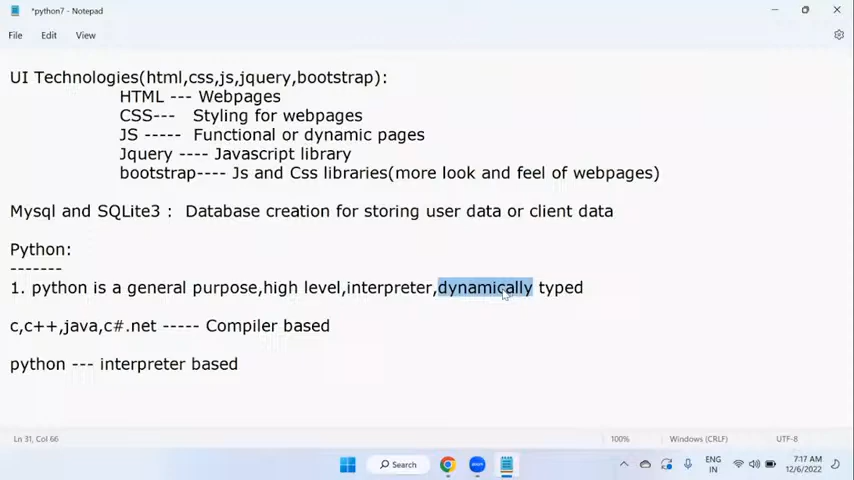 *python7 - Notepad
File Edit View
UI Technologies(html,css,js,jquery,bootstrap):
HTML --- Webpages
CSS--- Styling for webpages
JS ----- Functional or dynamic pages
Jquery ---- Javascript library
bootstrap---- Js and Css libraries(more look and feel of webpages)
Mysql and SQLite3 : Database creation for storing user data or client data
Python:
-------
1. python is a general purpose,high level,interpreter,dynamically typed
c,c++,java,c#.net ----- Compiler based
python --- interpreter based
Ln 31, Col 66 100% Windows (CRLF) UTF-8
Search zoom ENG IN 7:17 AM 12/6/2022